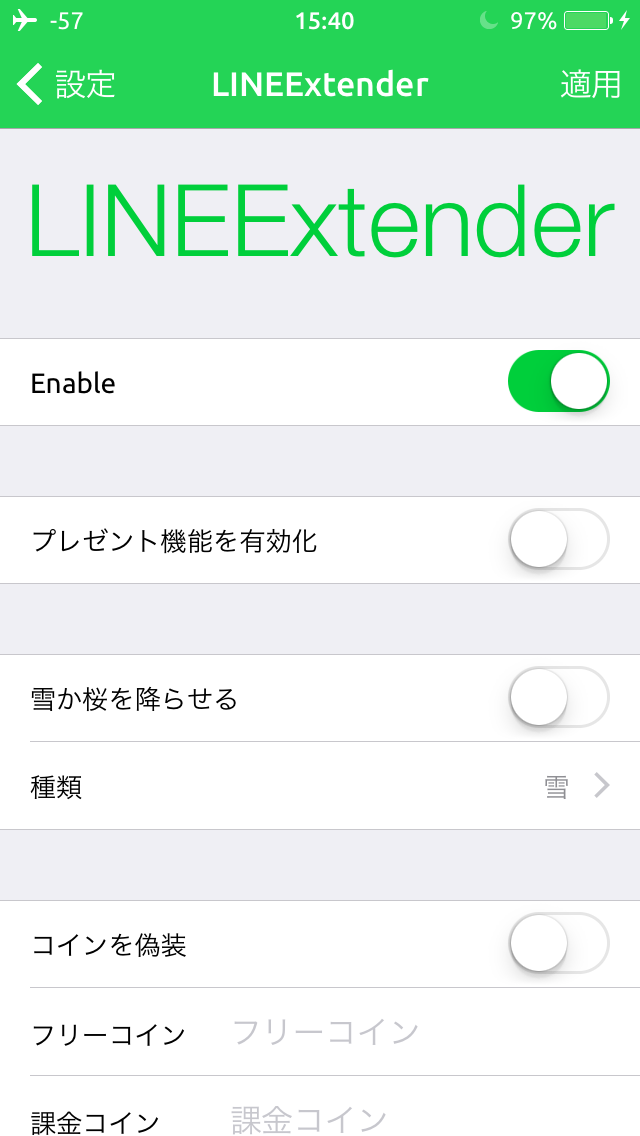 -57 15:40 97%
設定 LINEExtender 適用
LINEExtender
Enable
プレゼント機能を有効化
雪か桜を降らせる
種類 雪
コインを偽装
フリーコイン フリーコイン
課金コイン 課金コイン